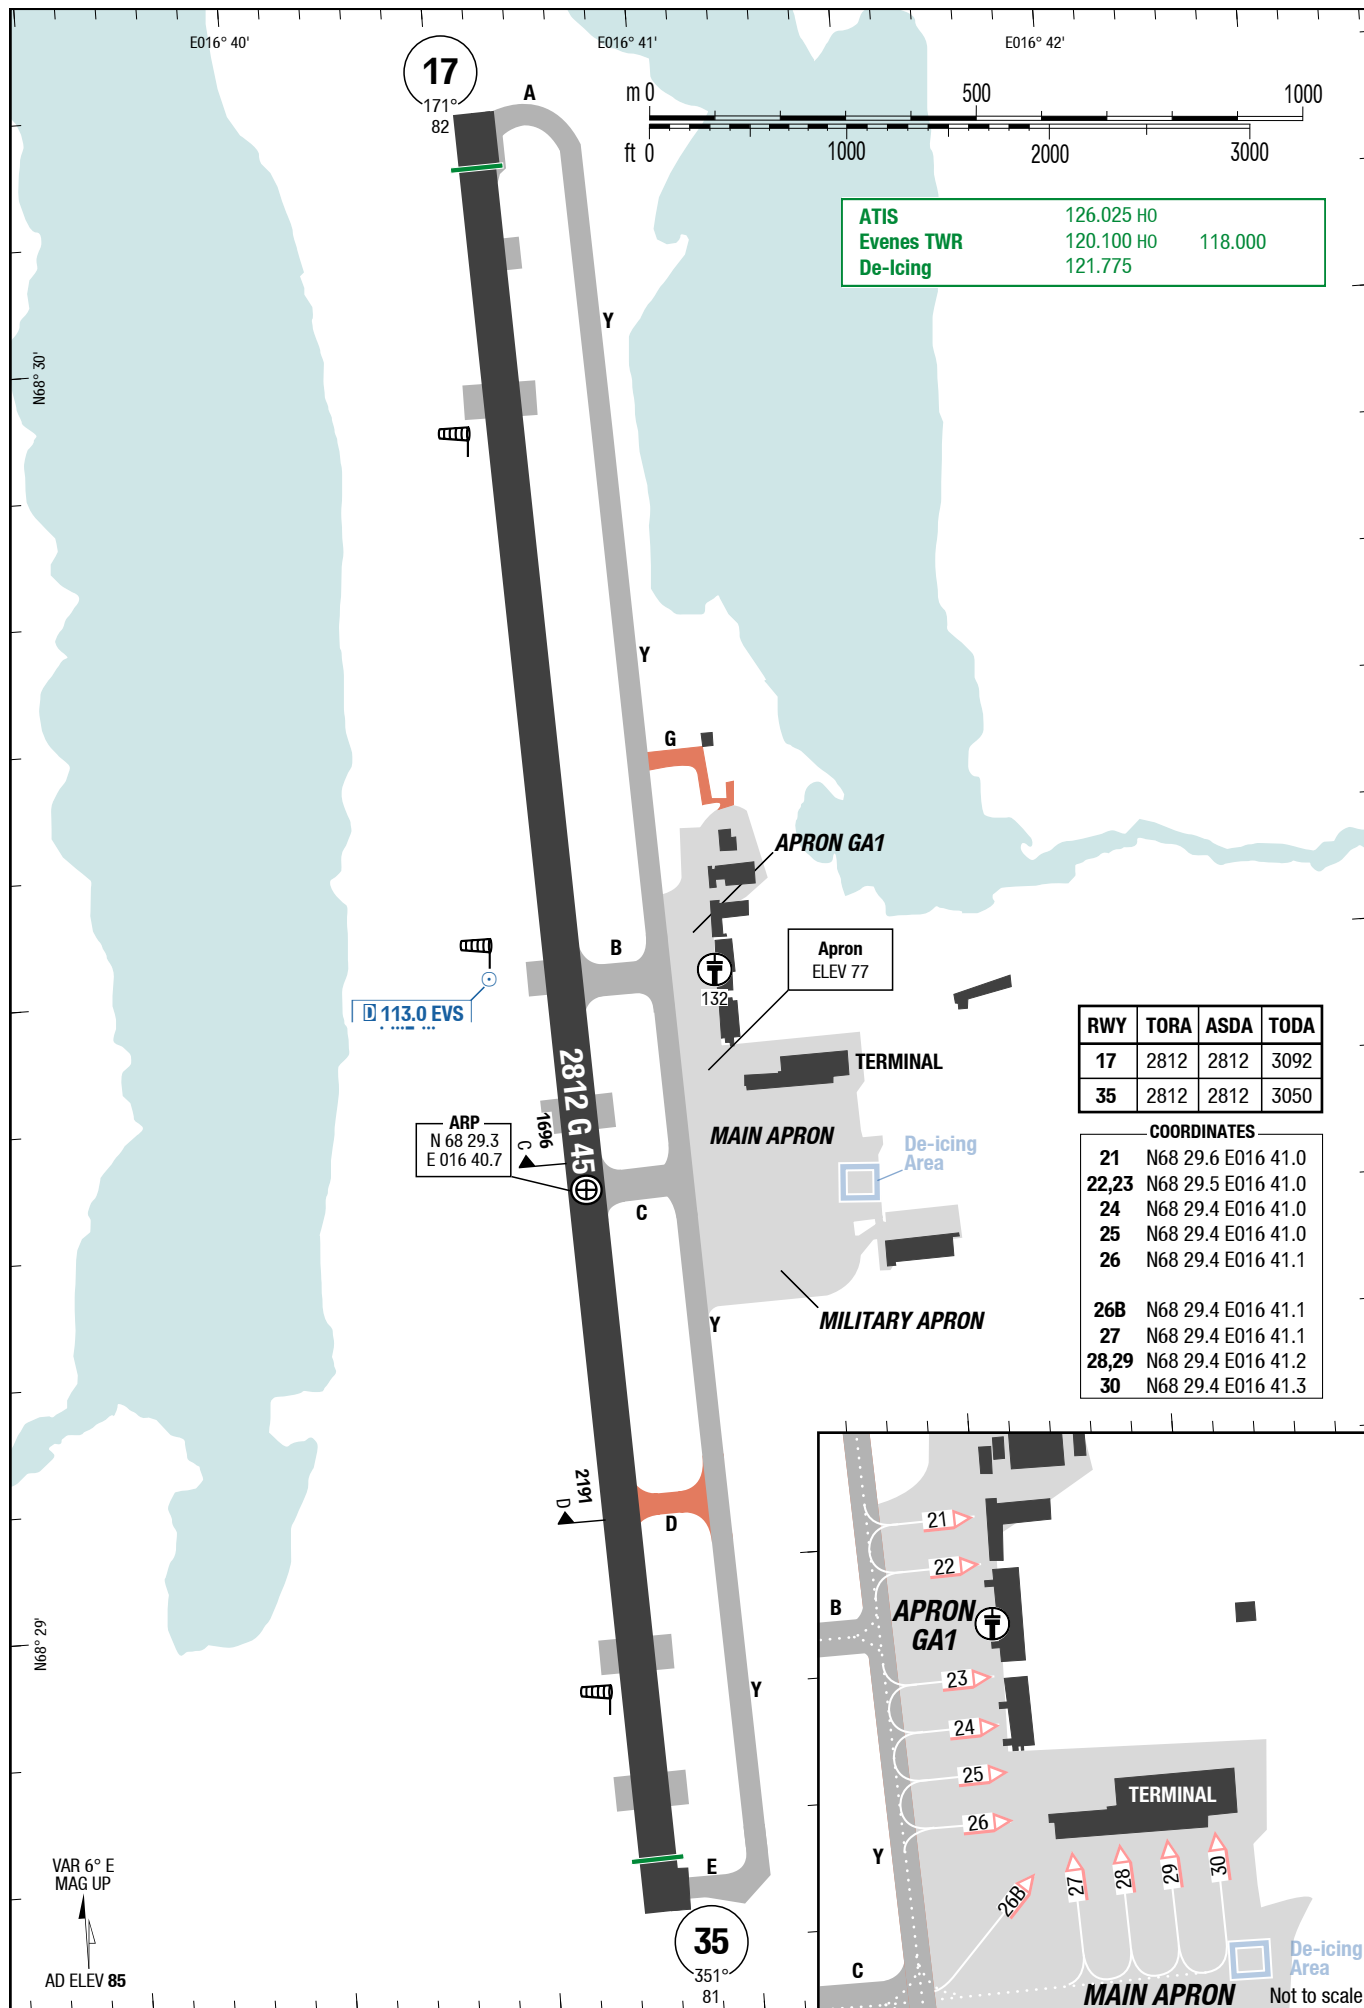 E016° 40'
E016° 41'
E016° 42'
17
171°
82
A
m 0 500 1000
ft 0 1000 2000 3000
ATIS 126.025 HO
Evenes TWR 120.100 HO 118.000
De-Icing 121.775
Y
N68° 30'
Y
G
APRON GA1
B
Apron
ELEV 77
132
D 113.0 EVS
2812 G 45
TERMINAL
RWY TORA ASDA TODA
17 2812 2812 3092
35 2812 2812 3050
ARP
N 68 29.3
E 016 40.7
1696
C
MAIN APRON
De-icing
Area
C
COORDINATES
21 N68 29.6 E016 41.0
22,23 N68 29.5 E016 41.0
24 N68 29.4 E016 41.0
25 N68 29.4 E016 41.0
26 N68 29.4 E016 41.1
26B N68 29.4 E016 41.1
27 N68 29.4 E016 41.1
28,29 N68 29.4 E016 41.2
30 N68 29.4 E016 41.3
Y
MILITARY APRON
2191
D
D
N68° 29'
Y
E
35
351°
81
VAR 6° E
MAG UP
AD ELEV 85
21
22
B
APRON
GA1
23
24
25
26
TERMINAL
Y
26B
27
28
29
30
C
De-icing
Area
MAIN APRON
Not to scale